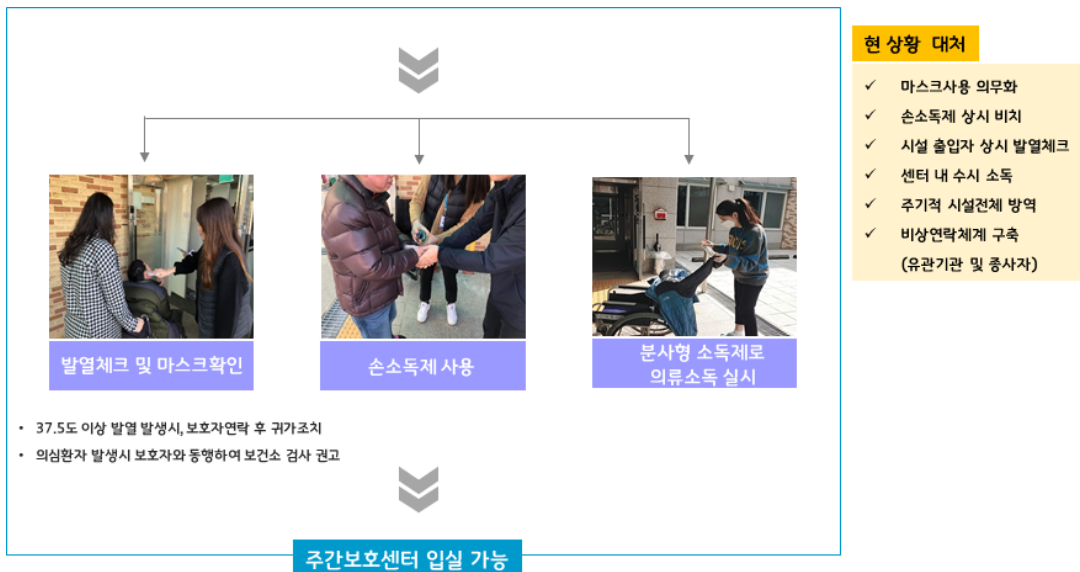 현 상황 대처
✓ 마스크사용 의무화
✓ 손소독제 상시 비치
✓ 시설 출입자 상시 발열체크
✓ 센터 내 수시 소독
✓ 주기적 시설전체 방역
✓ 비상연락체계 구축
(유관기관 및 종사자)
발열체크 및 마스크확인
손소독제 사용
분사형 소독제로
의류소독 실시
• 37.5도 이상 발열 발생시, 보호자연락 후 귀가조치
• 의심환자 발생시 보호자와 동행하여 보건소 검사 권고
주간보호센터 입실 가능